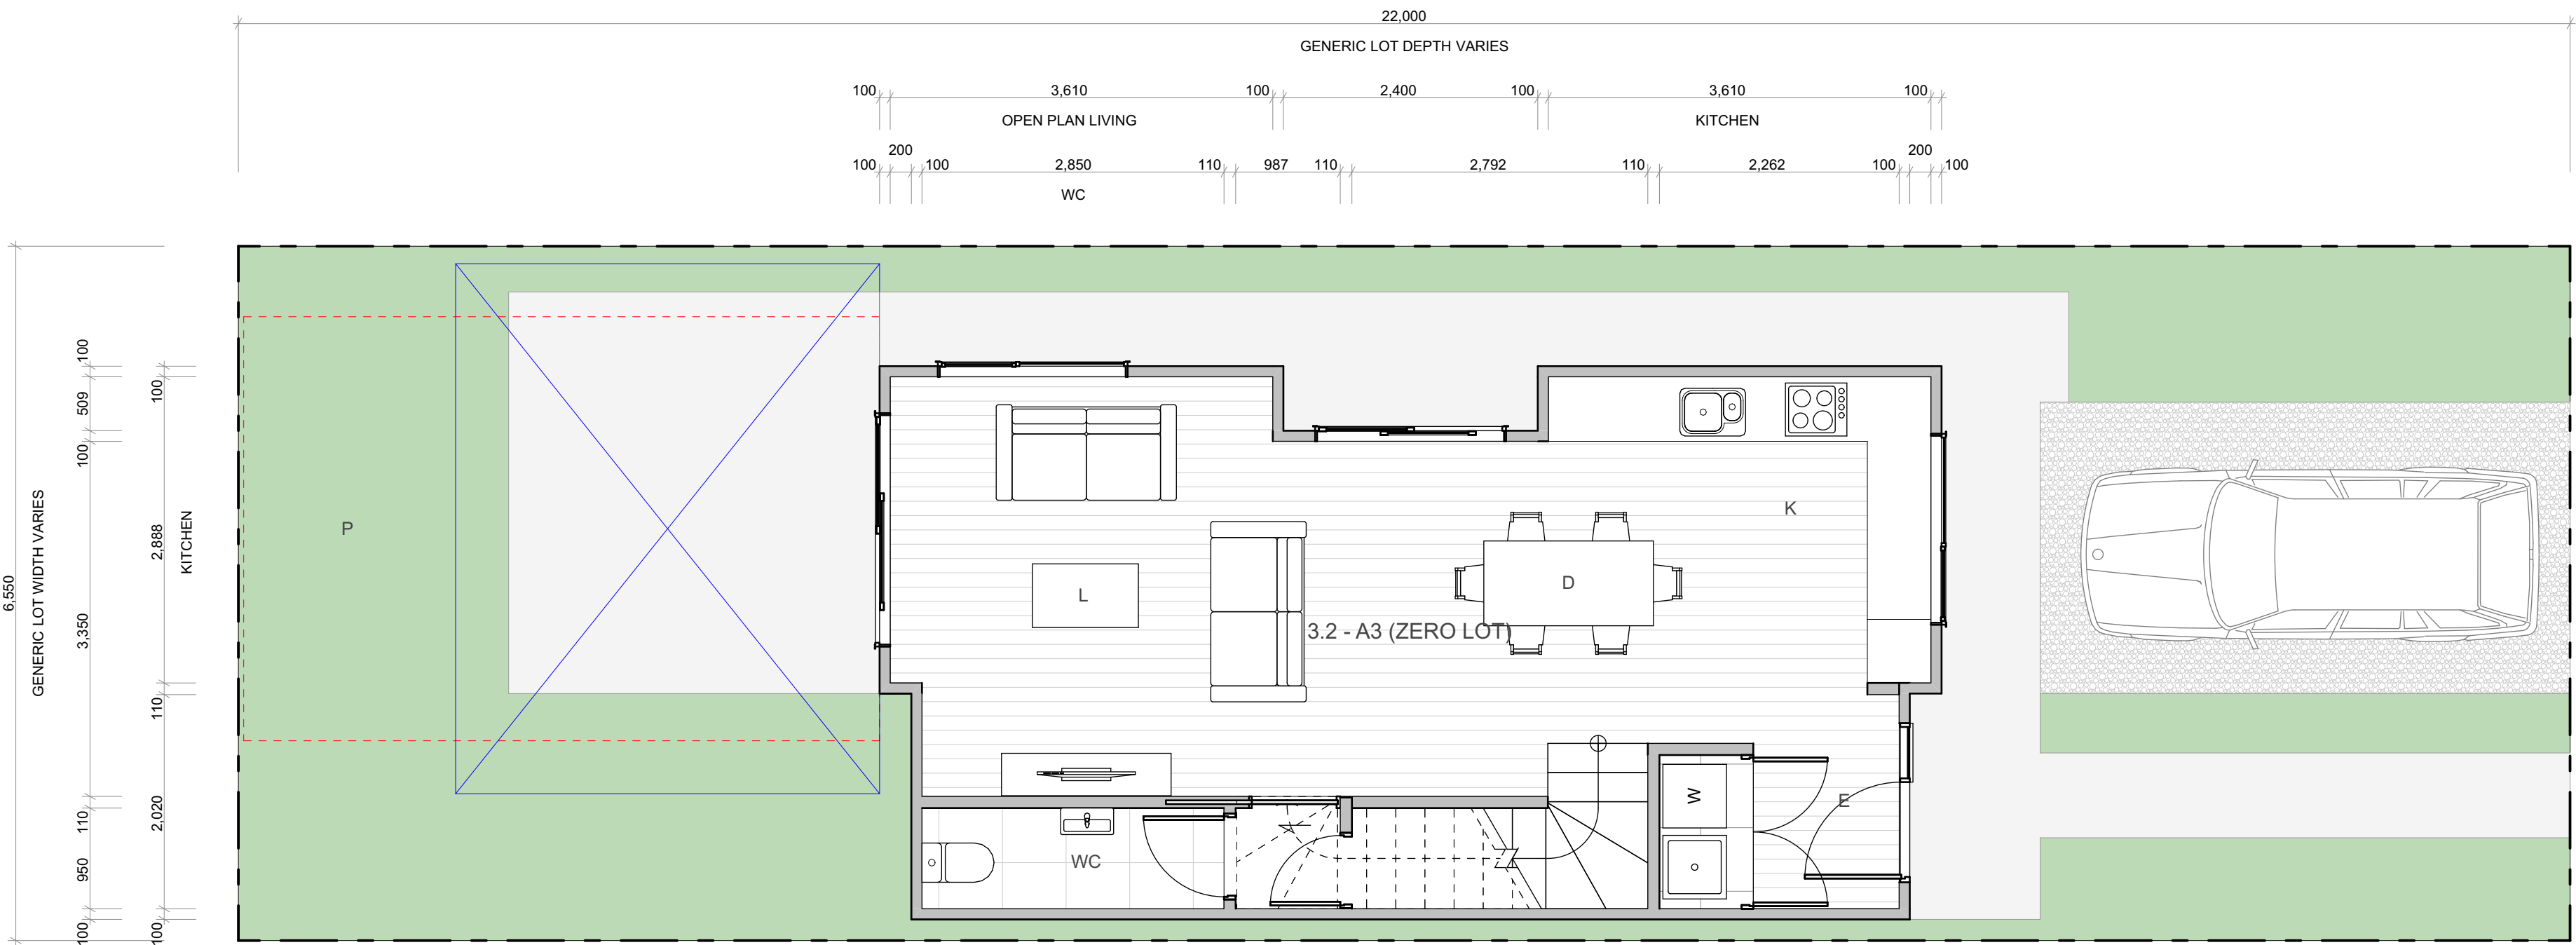 22,000
GENERIC LOT DEPTH VARIES
100 3,610 100 2,400 100 3,610 100
OPEN PLAN LIVING KITCHEN
200 200
100 100 2,850 110 987 110 2,792 110 2,262 100 100
WC
6,550
GENERIC LOT WIDTH VARIES
100
509
100
3,350
110
950
100
100
2,888
110
2,020
100
KITCHEN
P
K
L
D
3.2 - A3 (ZERO LOT)
W
E
WC